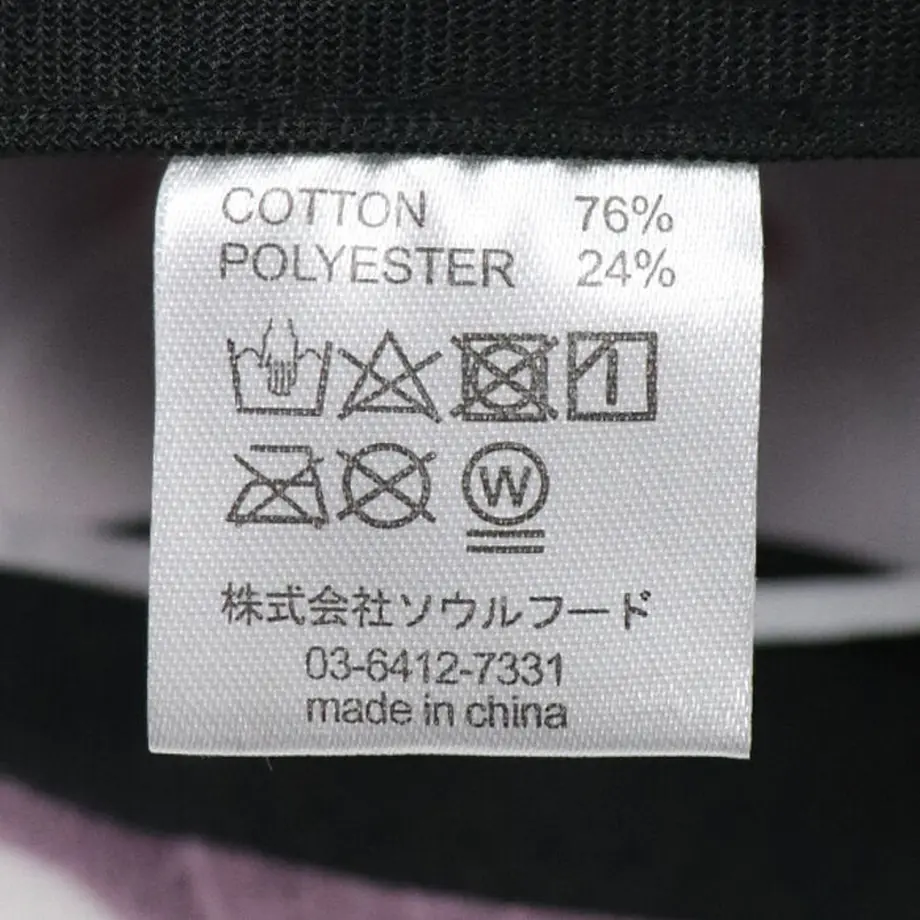 COTTON 76%
POLYESTER 24%
W
株式会社ソウルフード
03-6412-7331
made in china